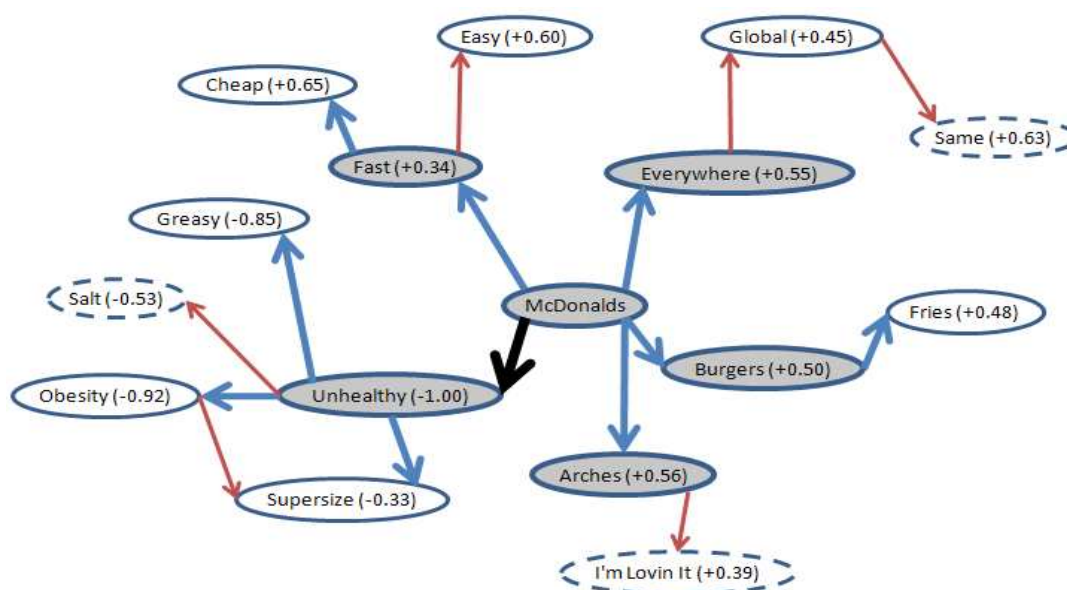 Easy (+0.60)
Global (+0.45)
Cheap (+0.65)
Same (+0.63)
Fast (+0.34)
Everywhere (+0.55)
Greasy (-0.85)
Salt (-0.53)
McDonalds
Fries (+0.48)
Burgers (+0.50)
Obesity (-0.92)
Unhealthy (-1.00)
Arches (+0.56)
Supersize (-0.33)
I'm Lovin It (+0.39)